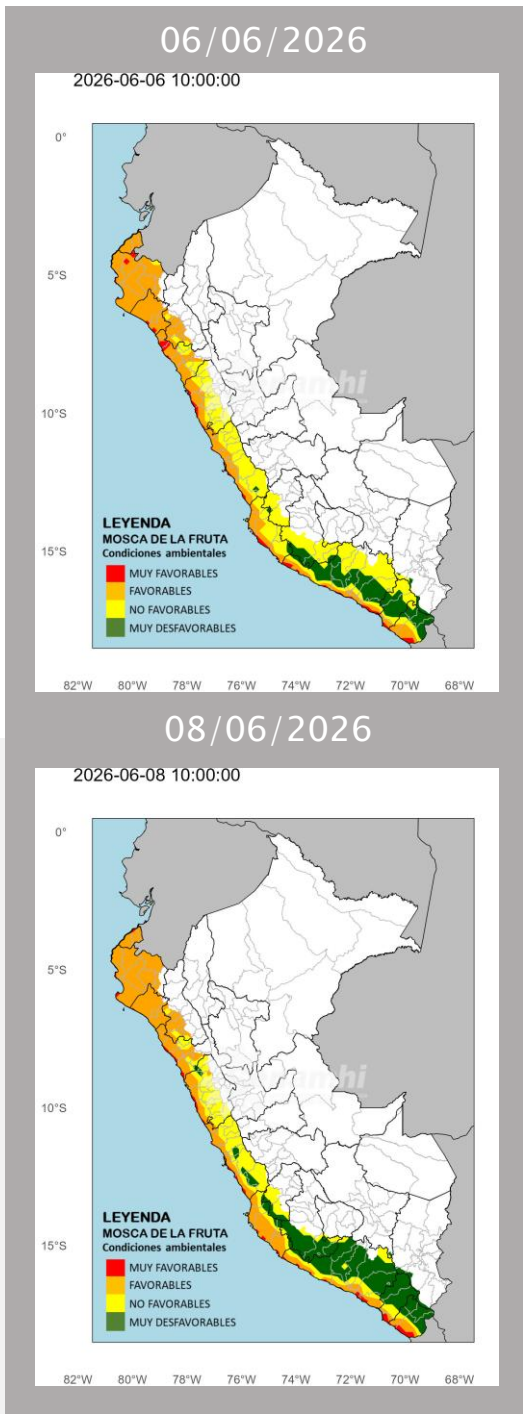 06/06/2026
2026-06-06 10:00:00
0°
5°S
10°S
15°S
LEYENDA
MOSCA DE LA FRUTA
Condiciones ambientales
MUY FAVORABLES
FAVORABLES
NO FAVORABLES
MUY DESFAVORABLES
82°W 80°W 78°W 76°W 74°W 72°W 70°W 68°W
08/06/2026
2026-06-08 10:00:00
0°
5°S
10°S
15°S
LEYENDA
MOSCA DE LA FRUTA
Condiciones ambientales
MUY FAVORABLES
FAVORABLES
NO FAVORABLES
MUY DESFAVORABLES
82°W 80°W 78°W 76°W 74°W 72°W 70°W 68°W